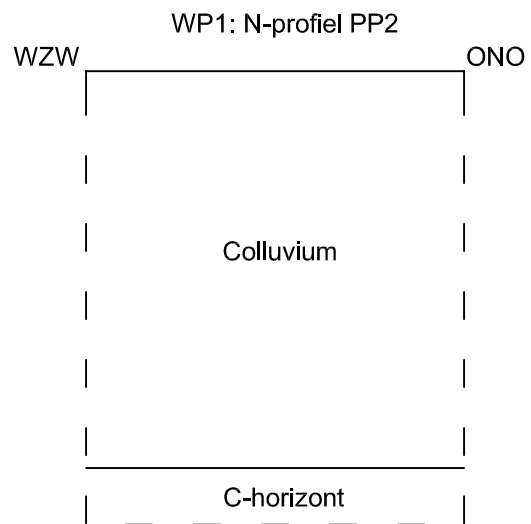 WP1: N-profiel PP2
WZW
ONO
Colluvium
C-horizont